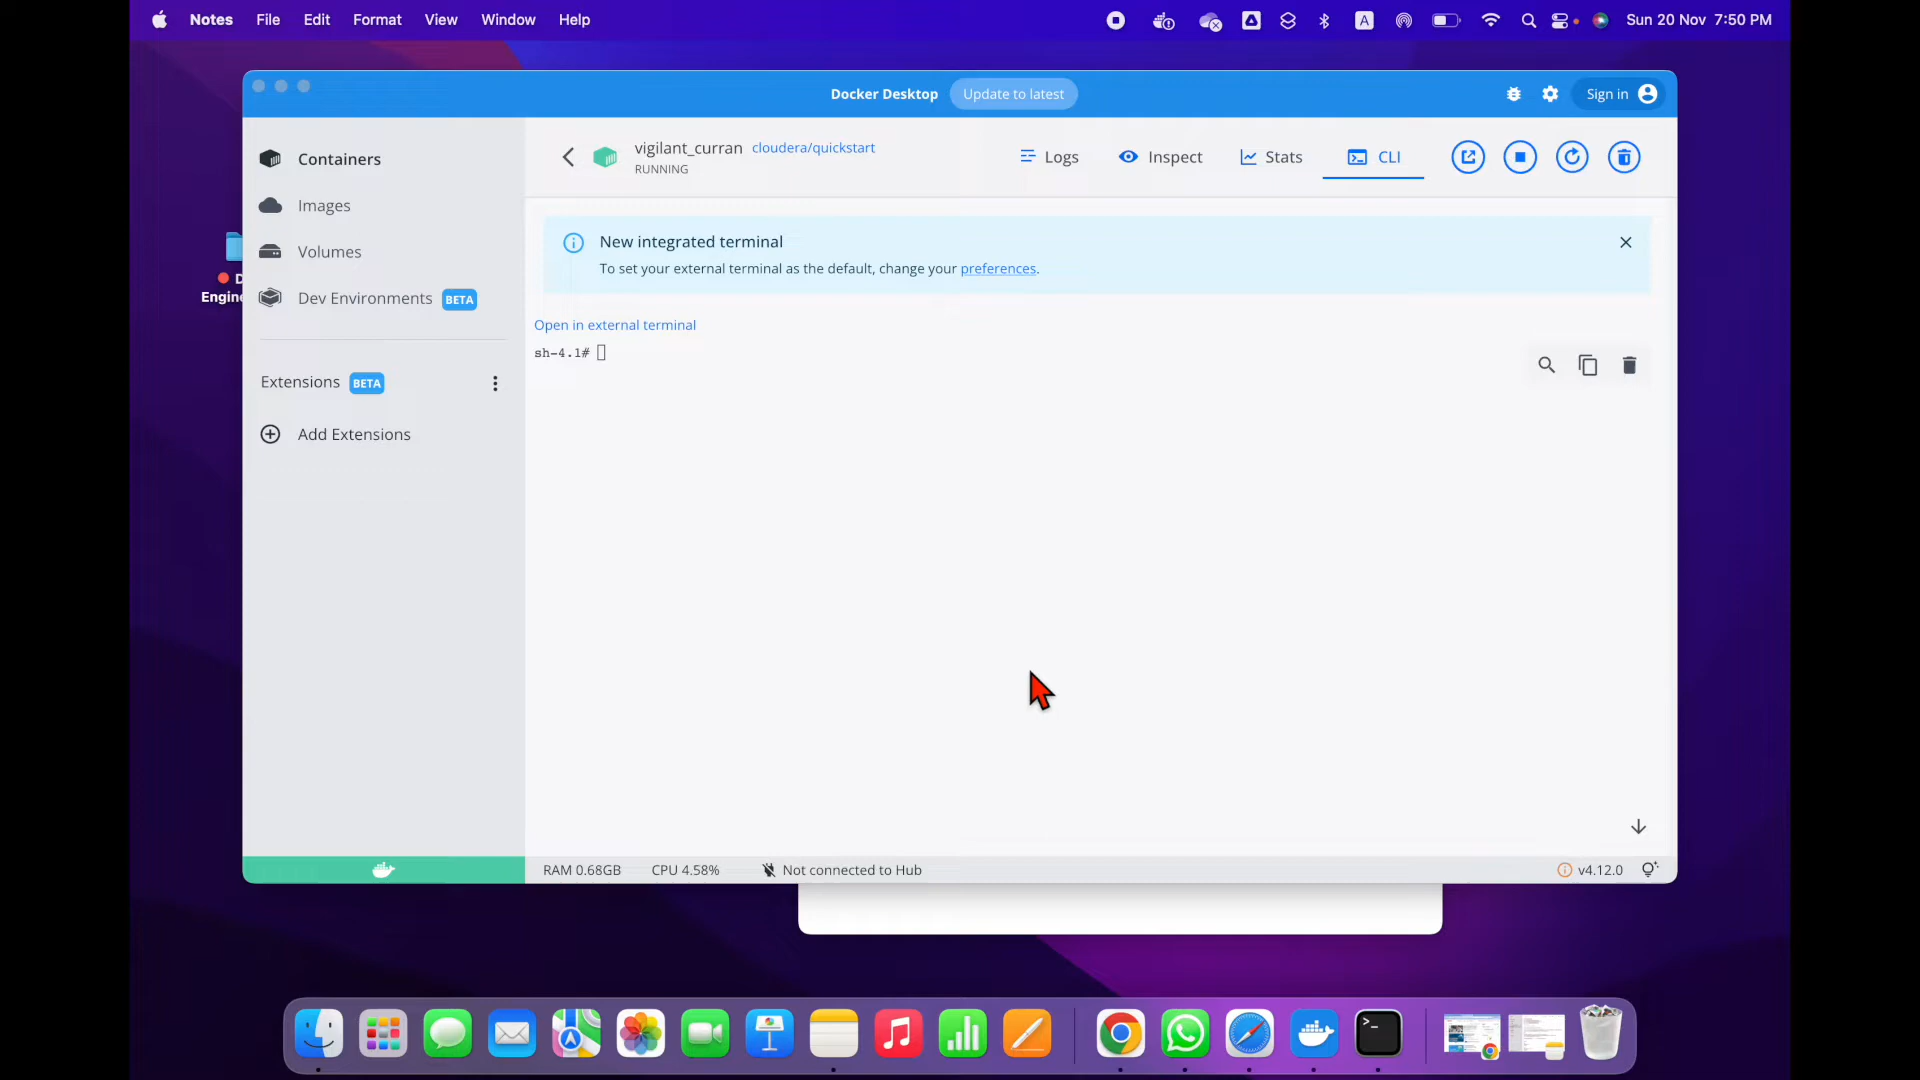 Notes File Edit Format View Window Help A Sun 20 Nov 7:50 PM
Docker Desktop Update to latest Sign in
Containers
Images
Volumes
Dev Environments BETA
Extensions BETA
Add Extensions
vigilant_curran cloudera/quickstart
RUNNING
Logs Inspect Stats CLI
New integrated terminal
To set your external terminal as the default, change your preferences.
Open in external terminal
sh-4.1#
D
Engine
RAM 0.68GB CPU 4.58% Not connected to Hub v4.12.0